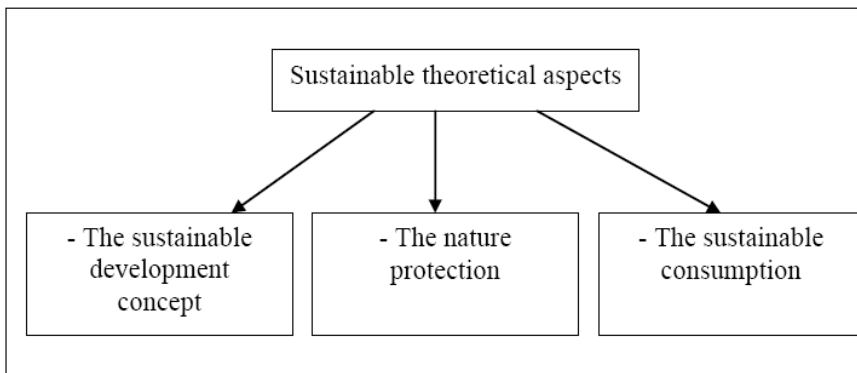 Sustainable theoretical aspects
- The sustainable
development
concept
- The nature
protection
- The sustainable
consumption